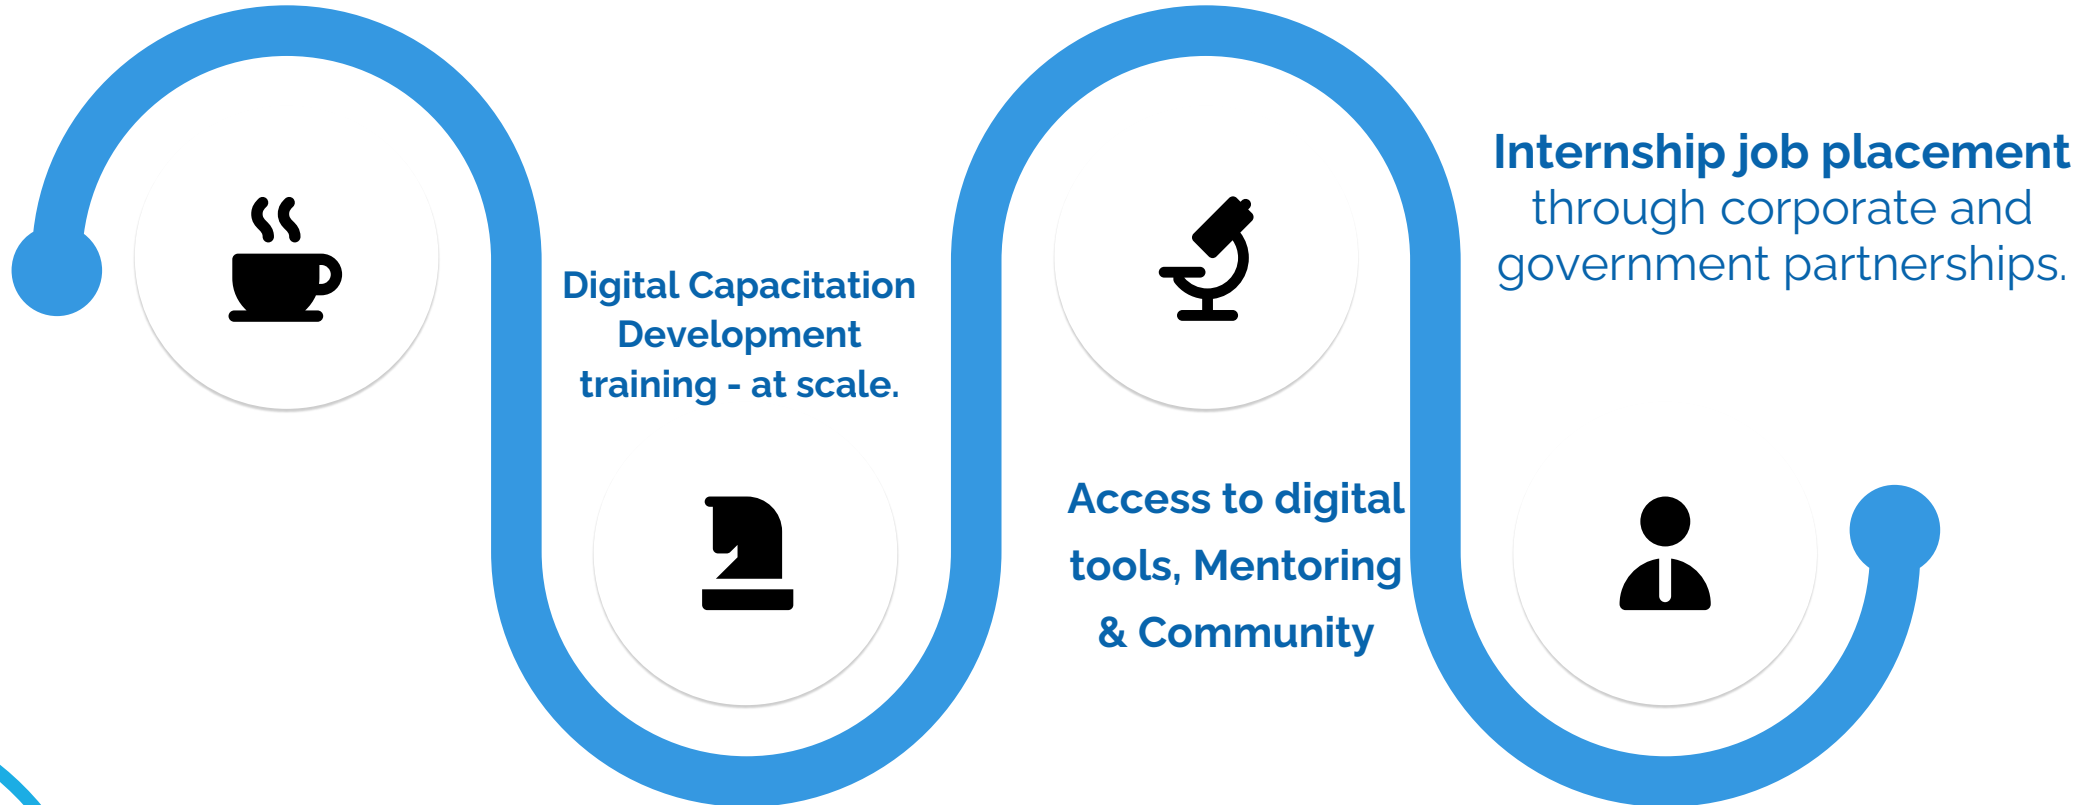 Digital Capacitation
Development
training - at scale.
Access to digital
tools, Mentoring
& Community
Internship job placement
through corporate and
government partnerships.